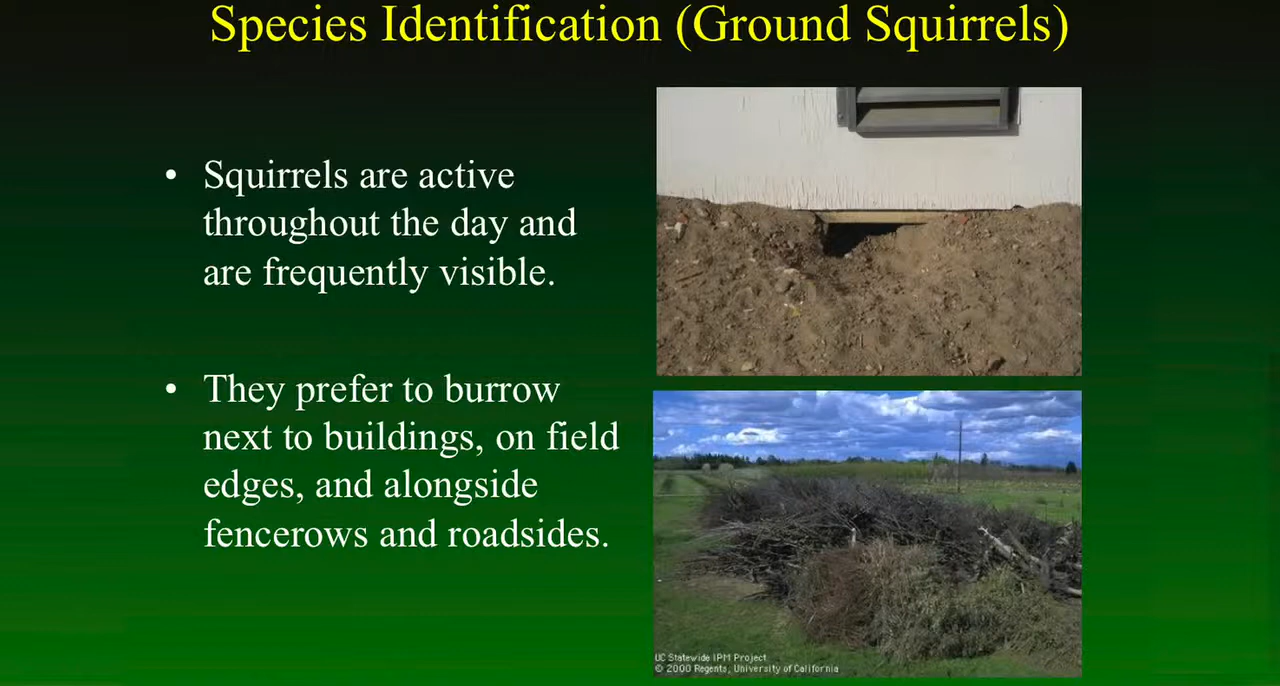 Species Identification (Ground Squirrels)
• Squirrels are active
throughout the day and
are frequently visible.
• They prefer to burrow
next to buildings, on field
edges, and alongside
fencerows and roadsides.
UC Statewide IPM Project
© 2000 Regents, University of California